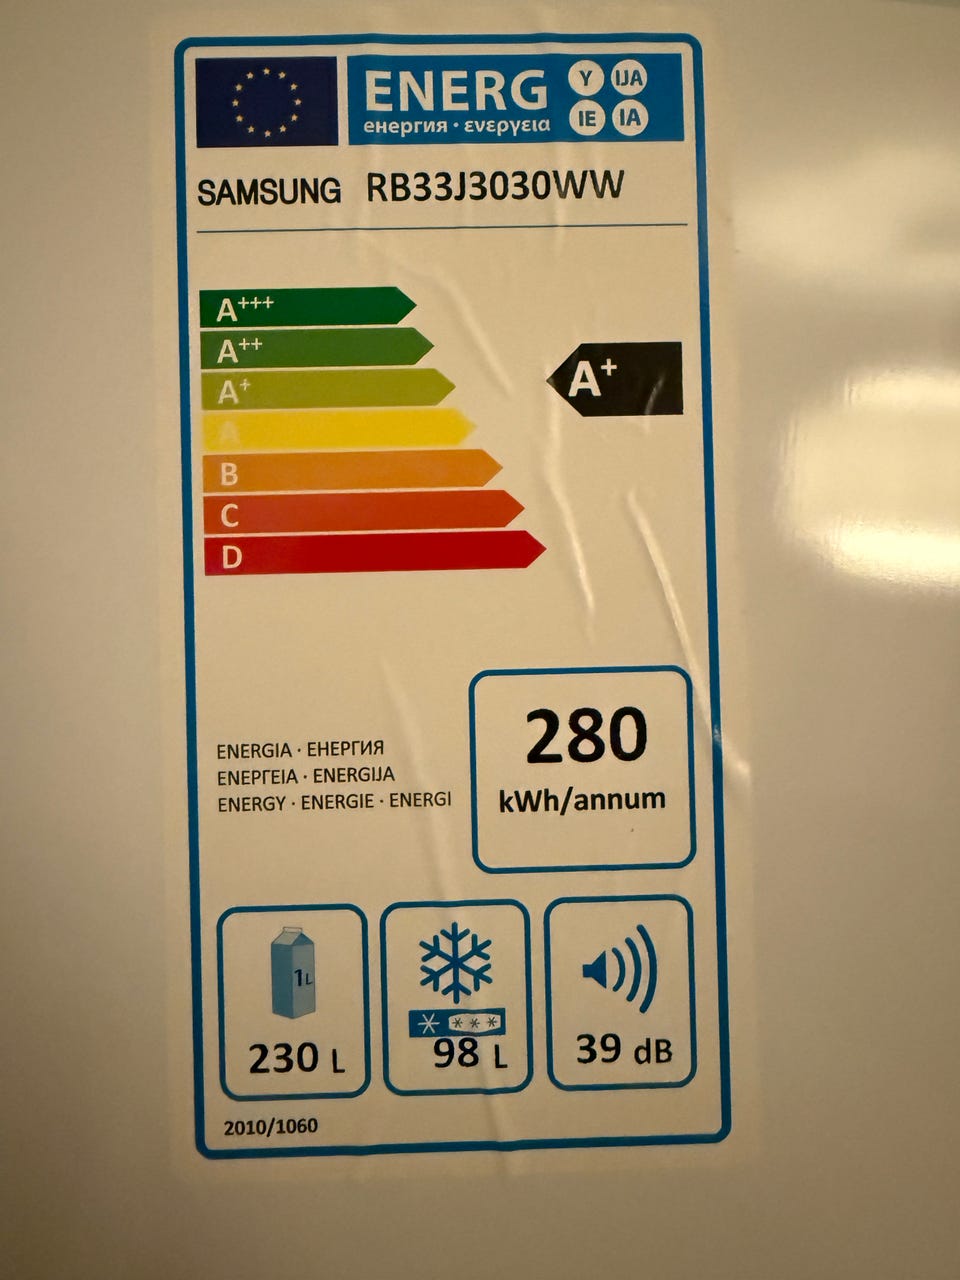 ENERG
Y IJA
енергия · ενεργεια
IE IA
SAMSUNG RB33J3030WW
A+++
A++
A+
A+
A
B
C
D
280
kWh/annum
ENERGIA · ЕНЕРГИЯ
ΕΝΕΡΓΕΙΑ · ENERGIJA
ENERGY · ENERGIE · ENERGI
1L
230 L
98 L
39 dB
2010/1060